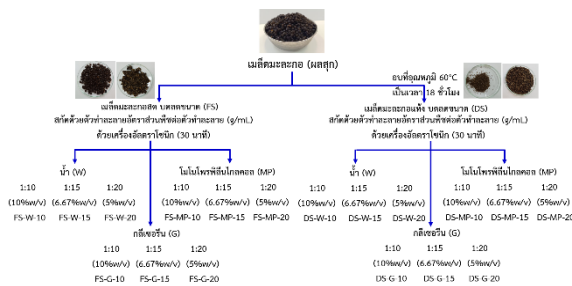 เมล็ดมะละกอ (ผลสุก)
อบที่อุณหภูมิ 60°C
เป็นเวลา 18 ชั่วโมง
เมล็ดมะละกอสด บดลดขนาด (FS)
สกัดด้วยตัวทำละลายอัตราส่วนพืชต่อตัวทำละลาย (g/mL)
ด้วยเครื่องอัลตราโซนิก (30 นาที)
น้ำ (W)
โมโนโพรพิลีนไกลคอล (MP)
1:10 1:15 1:20 1:10 1:15 1:20
(10%w/v) (6.67%w/v) (5%w/v) (10%w/v) (6.67%w/v) (5%w/v)
FS-W-10 FS-W-15 FS-W-20 FS-MP-10 FS-MP-15 FS-MP-20
กลีเซอรีน (G)
1:10 1:15 1:20
(10%w/v) (6.67%w/v) (5%w/v)
FS-G-10 FS-G-15 FS-G-20
เมล็ดมะละกอแห้ง บดลดขนาด (DS)
สกัดด้วยตัวทำละลายอัตราส่วนพืชต่อตัวทำละลาย (g/mL)
ด้วยเครื่องอัลตราโซนิก (30 นาที)
น้ำ (W)
โมโนโพรพิลีนไกลคอล (MP)
1:10 1:15 1:20 1:10 1:15 1:20
(10%w/v) (6.67%w/v) (5%w/v) (10%w/v) (6.67%w/v) (5%w/v)
DS-W-10 DS-W-15 DS-W-20 DS-MP-10 DS-MP-15 DS-MP-20
กลีเซอรีน (G)
1:10 1:15 1:20
(10%w/v) (6.67%w/v) (5%w/v)
DS-G-10 DS-G-15 DS-G-20